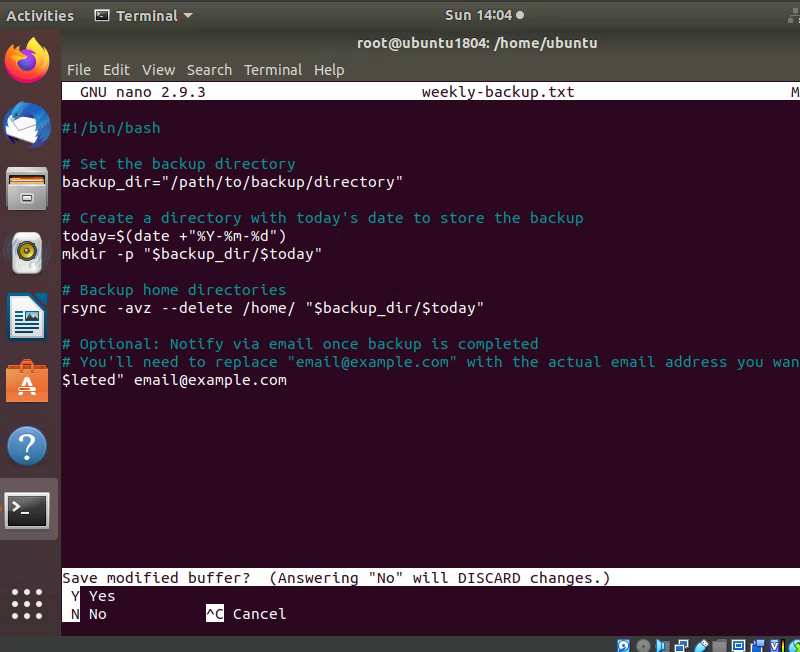 Activities Terminal Sun 14:04
root@ubuntu1804: /home/ubuntu
File Edit View Search Terminal Help
GNU nano 2.9.3 weekly-backup.txt M
#!/bin/bash
# Set the backup directory
backup_dir="/path/to/backup/directory"
# Create a directory with today's date to store the backup
today=$(date +"%Y-%m-%d")
mkdir -p "$backup_dir/$today"
# Backup home directories
rsync -avz --delete /home/ "$backup_dir/$today"
# Optional: Notify via email once backup is completed
# You'll need to replace "email@example.com" with the actual email address you wan
$leted" email@example.com
Save modified buffer? (Answering "No" will DISCARD changes.)
Y Yes
N No ^C Cancel